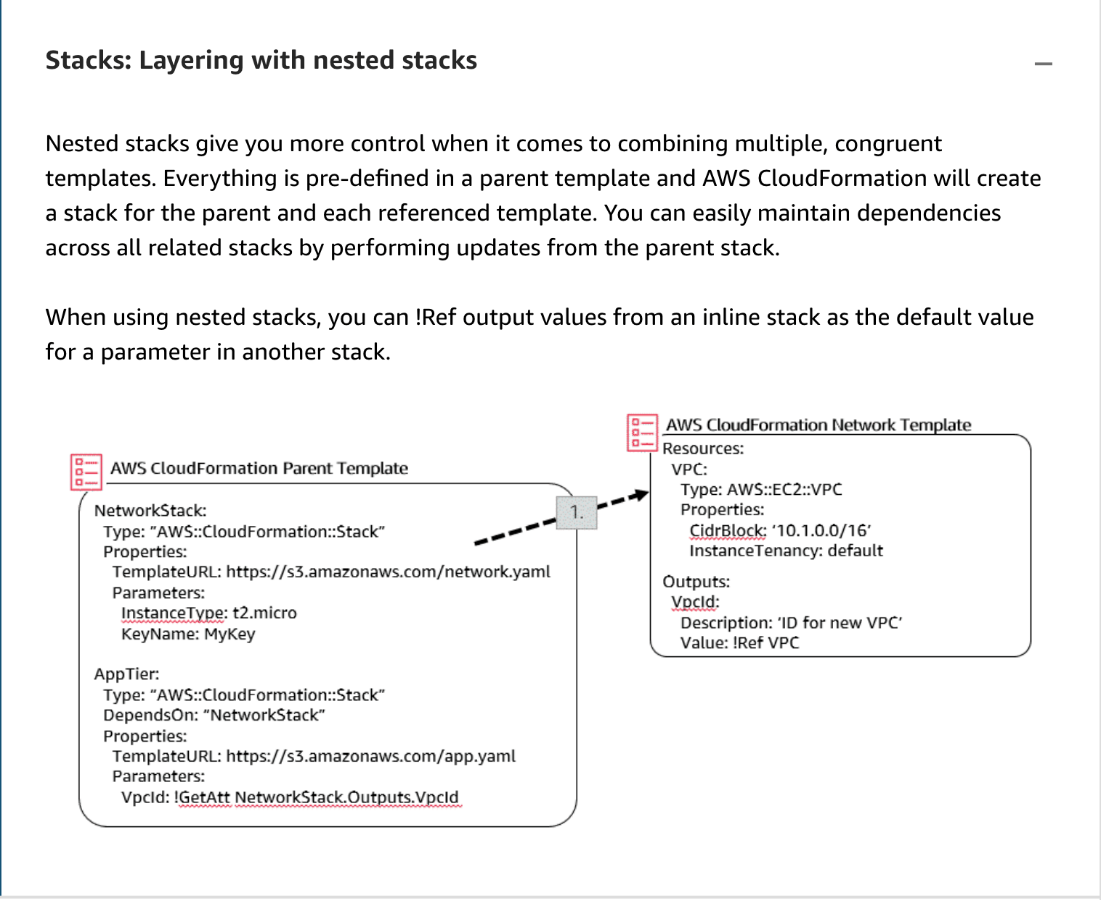 Stacks: Layering with nested stacks
Nested stacks give you more control when it comes to combining multiple, congruent
templates. Everything is pre-defined in a parent template and AWS CloudFormation will create
a stack for the parent and each referenced template. You can easily maintain dependencies
across all related stacks by performing updates from the parent stack.
When using nested stacks, you can !Ref output values from an inline stack as the default value
for a parameter in another stack.
AWS CloudFormation Parent Template
NetworkStack:
Type: “AWS::CloudFormation::Stack”
Properties:
TemplateURL: https://s3.amazonaws.com/network.yaml
Parameters:
InstanceType: t2.micro
KeyName: MyKey
AppTier:
Type: “AWS::CloudFormation::Stack”
DependsOn: “NetworkStack”
Properties:
TemplateURL: https://s3.amazonaws.com/app.yaml
Parameters:
VpcId: !GetAtt NetworkStack.Outputs.VpcId
1.
AWS CloudFormation Network Template
Resources:
VPC:
Type: AWS::EC2::VPC
Properties:
CidrBlock: ‘10.1.0.0/16’
InstanceTenancy: default
Outputs:
VpcId:
Description: ‘ID for new VPC’
Value: !Ref VPC